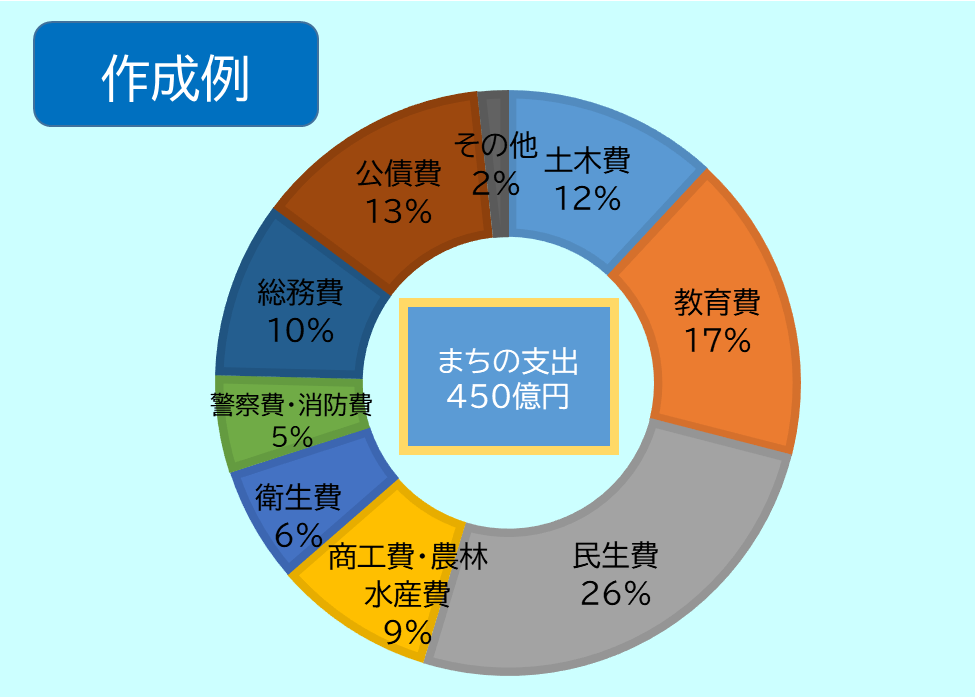 作成例
その他
2%
土木費
12%
教育費
17%
民生費
26%
商工費・農林
水産費
9%
衛生費
6%
警察費・消防費
5%
総務費
10%
公債費
13%
まちの支出
450億円